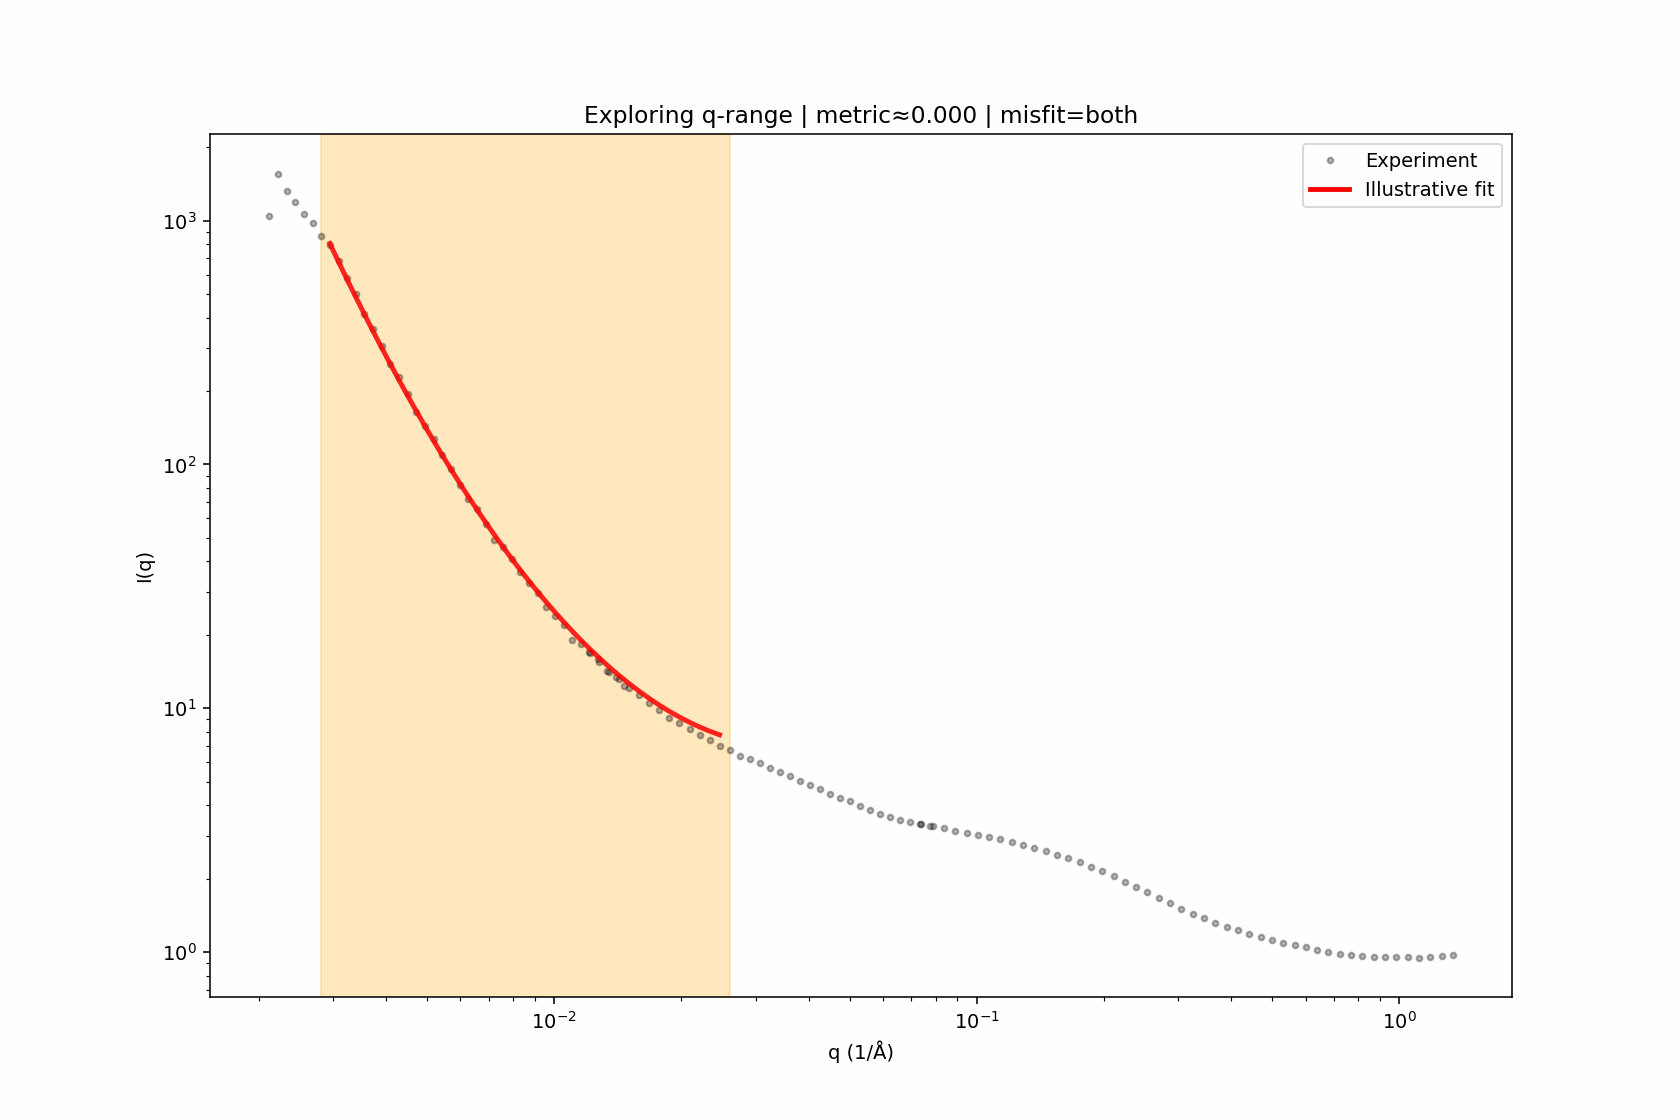 Exploring q-range | metric≈0.000 | misfit=both
Experiment
Illustrative fit
I(q)
10³
10²
10¹
10⁰
10⁻²
10⁻¹
10⁰
q (1/Å)